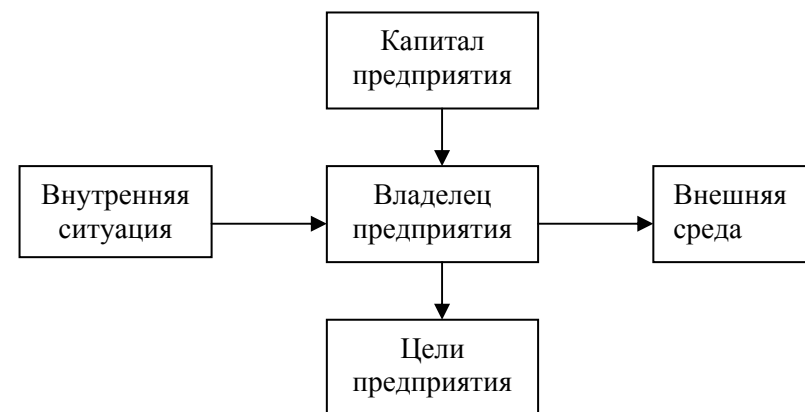 Капитал
предприятия
Внутренняя
ситуация
Владелец
предприятия
Внешняя
среда
Цели
предприятия